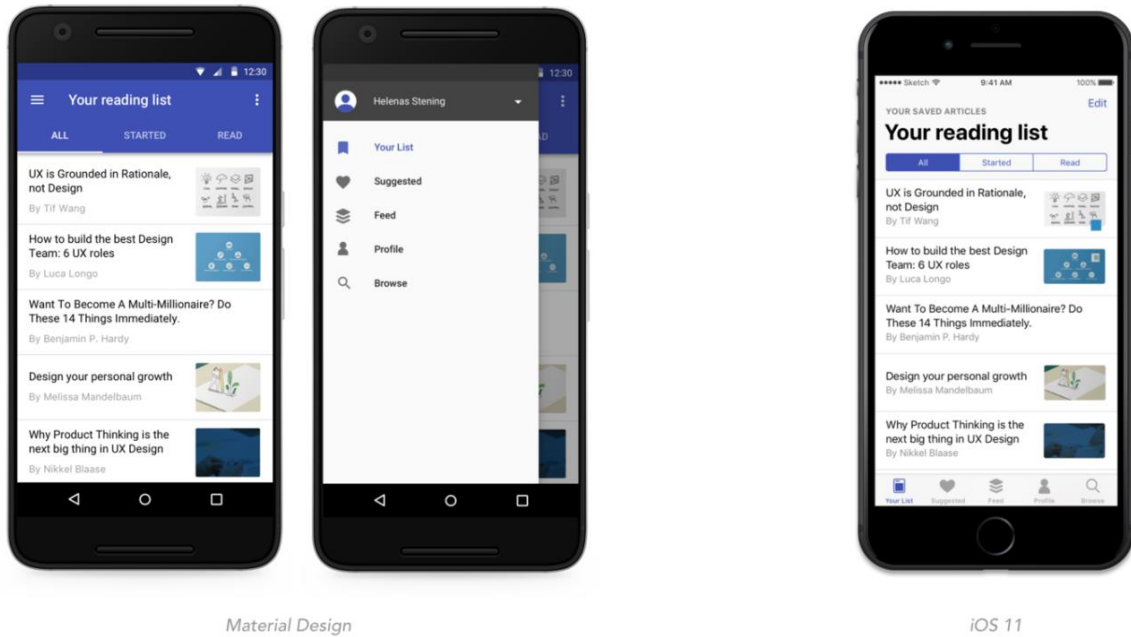 12:30
Your reading list
ALL STARTED READ
UX is Grounded in Rationale,
not Design
By Tif Wang
How to build the best Design
Team: 6 UX roles
By Luca Longo
Want To Become A Multi-Millionaire? Do
These 14 Things Immediately.
By Benjamin P. Hardy
Design your personal growth
By Melissa Mandelbaum
Why Product Thinking is the
next big thing in UX Design
By Nikkel Blaase
12:30
Helenas Stening
AD
Your List
Suggested
Feed
Profile
Browse
Material Design
Sketch 9:41 AM 100%
YOUR SAVED ARTICLES Edit
Your reading list
All Started Read
UX is Grounded in Rationale,
not Design
By Tif Wang
How to build the best Design
Team: 6 UX roles
By Luca Longo
Want To Become A Multi-Millionaire? Do
These 14 Things Immediately.
By Benjamin P. Hardy
Design your personal growth
By Melissa Mandelbaum
Why Product Thinking is the
next big thing in UX Design
By Nikkel Blaase
Your List Suggested Feed Profile Browse
iOS 11